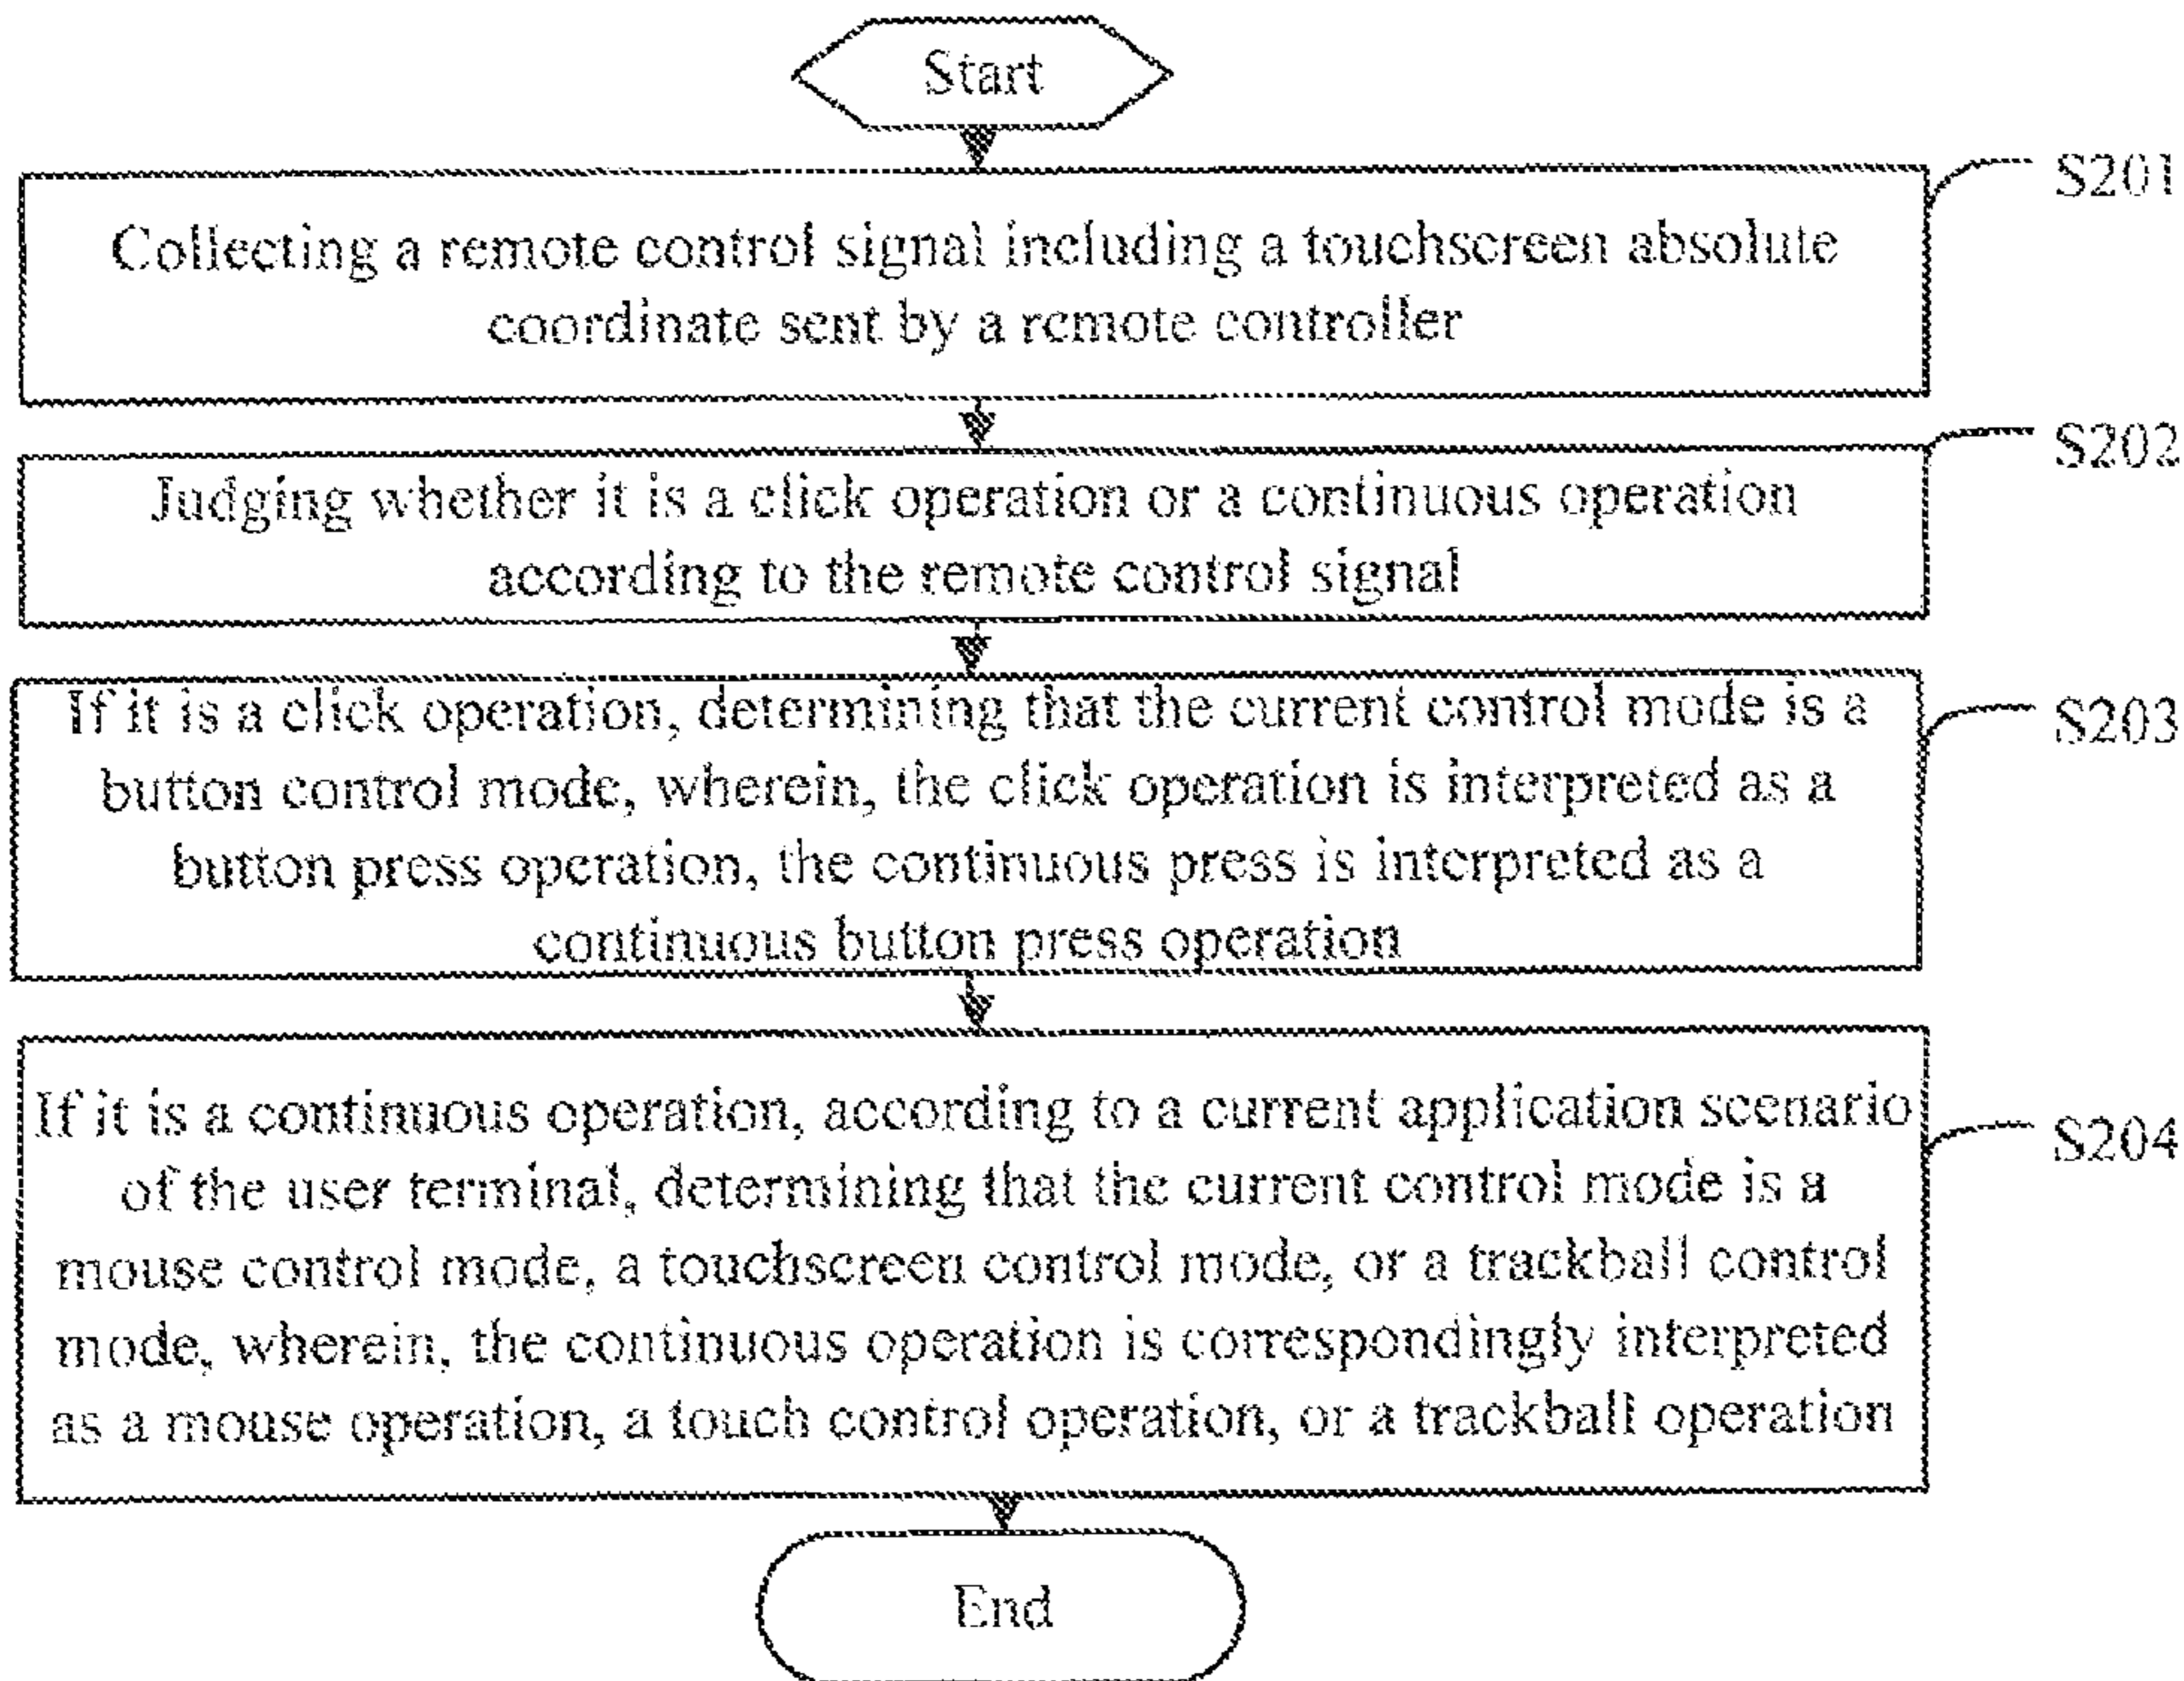 Start
S201
Collecting a remote control signal including a touchscreen absolute
coordinate sent by a remote controller
S202
Judging whether it is a click operation or a continuous operation
according to the remote control signal
S203
If it is a click operation, determining that the current control mode is a
button control mode, wherein, the click operation is interpreted as a
button press operation, the continuous press is interpreted as a
continuous button press operation
S204
If it is a continuous operation, according to a current application scenario
of the user terminal, determining that the current control mode is a
mouse control mode, a touchscreen control mode, or a trackball control
mode, wherein, the continuous operation is correspondingly interpreted
as a mouse operation, a touch control operation, or a trackball operation
End